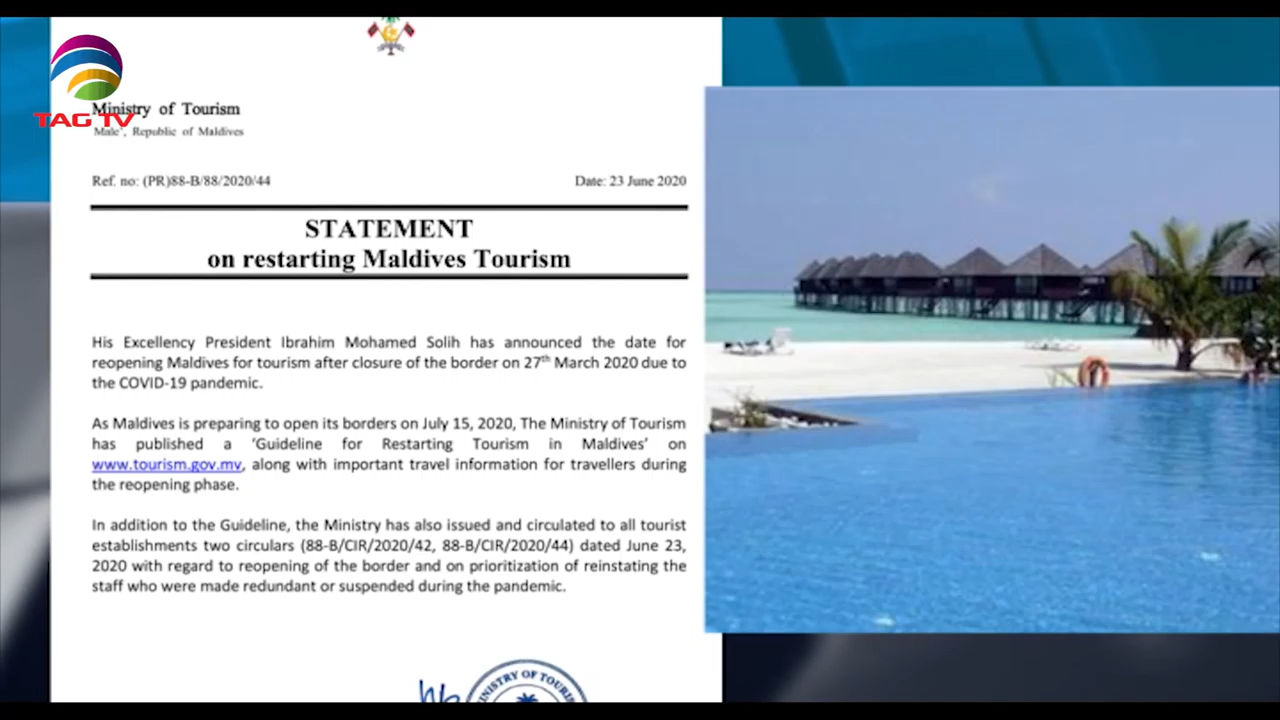 TAG TV
Ministry of Tourism
Male', Republic of Maldives
Ref. no: (PR)88-B/88/2020/44
Date: 23 June 2020
STATEMENT
on restarting Maldives Tourism
His Excellency President Ibrahim Mohamed Solih has announced the date for
reopening Maldives for tourism after closure of the border on 27th March 2020 due to
the COVID-19 pandemic.
As Maldives is preparing to open its borders on July 15, 2020, The Ministry of Tourism
has published a ‘Guideline for Restarting Tourism in Maldives’ on
www.tourism.gov.mv, along with important travel information for travellers during
the reopening phase.
In addition to the Guideline, the Ministry has also issued and circulated to all tourist
establishments two circulars (88-B/CIR/2020/42, 88-B/CIR/2020/44) dated June 23,
2020 with regard to reopening of the border and on prioritization of reinstating the
staff who were made redundant or suspended during the pandemic.
MINISTRY OF TOURI